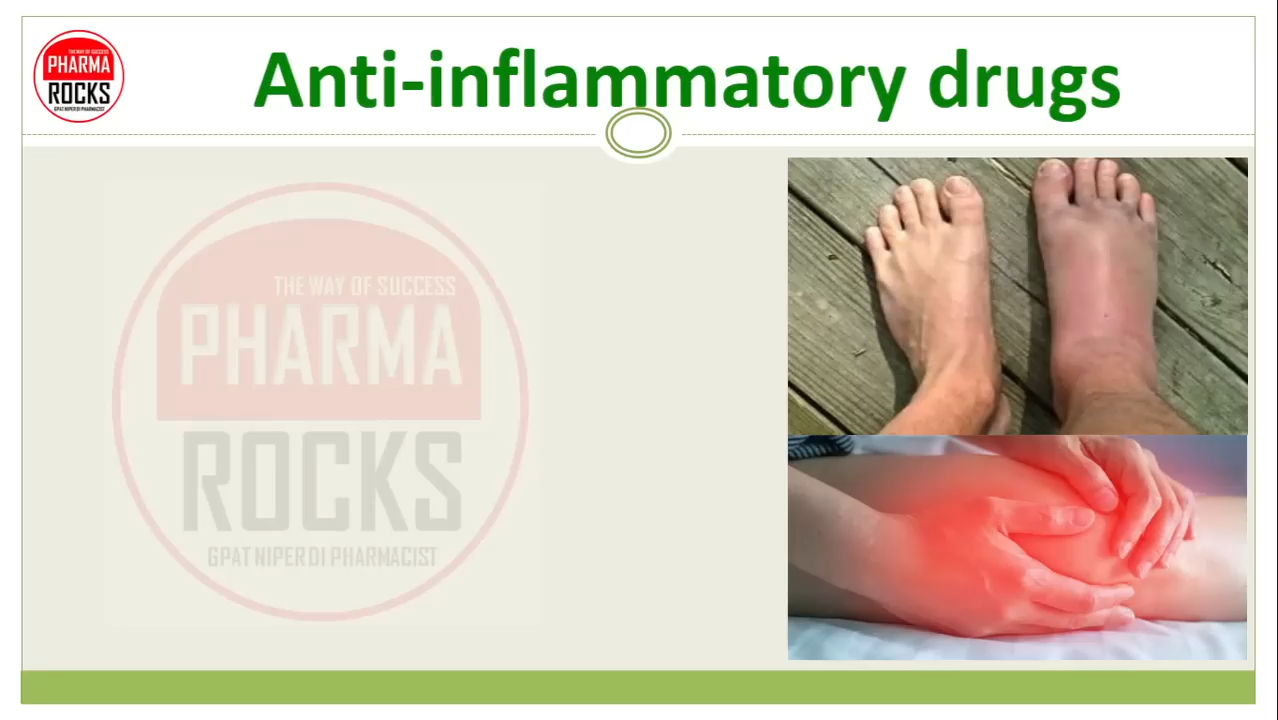 THE WAY OF SUCCESS
PHARMA
ROCKS
GPAT NIPER DI PHARMACIST
Anti-inflammatory drugs
THE WAY OF SUCCESS
PHARMA
ROCKS
GPAT NIPER DI PHARMACIST